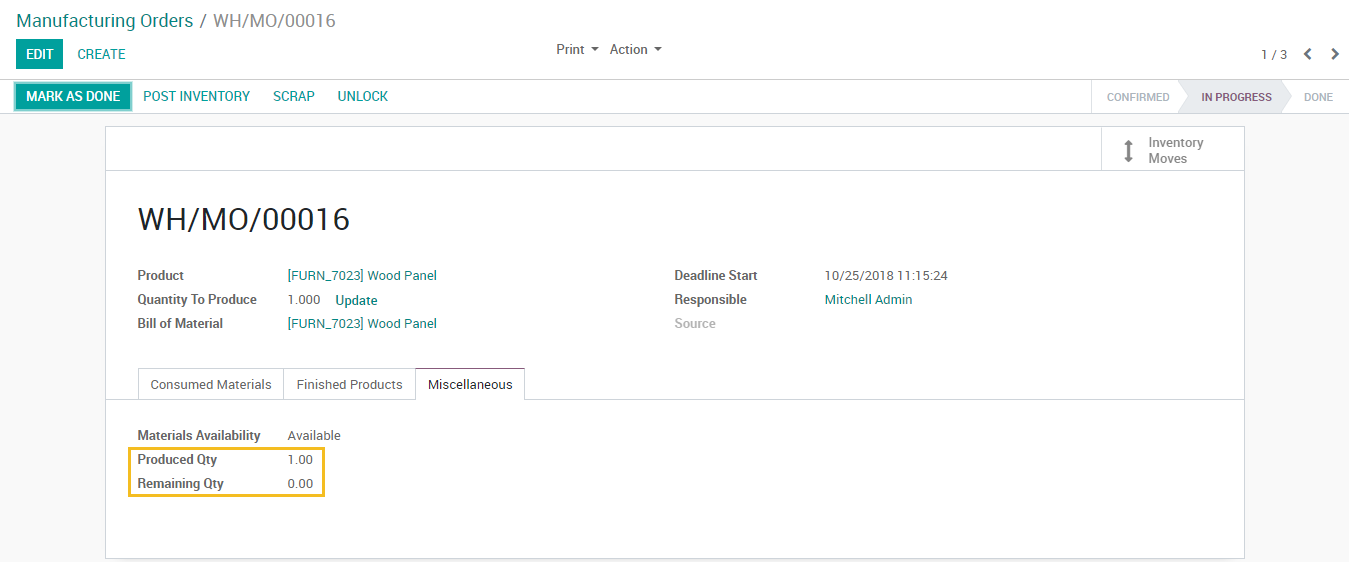 Manufacturing Orders / WH/MO/00016
EDIT CREATE Print Action 1 / 3
MARK AS DONE POST INVENTORY SCRAP UNLOCK CONFIRMED IN PROGRESS DONE
Inventory
Moves
WH/MO/00016
Product [FURN_7023] Wood Panel Deadline Start 10/25/2018 11:15:24
Quantity To Produce 1.000 Update Responsible Mitchell Admin
Bill of Material [FURN_7023] Wood Panel Source
Consumed Materials Finished Products Miscellaneous
Materials Availability Available
Produced Qty 1.00
Remaining Qty 0.00